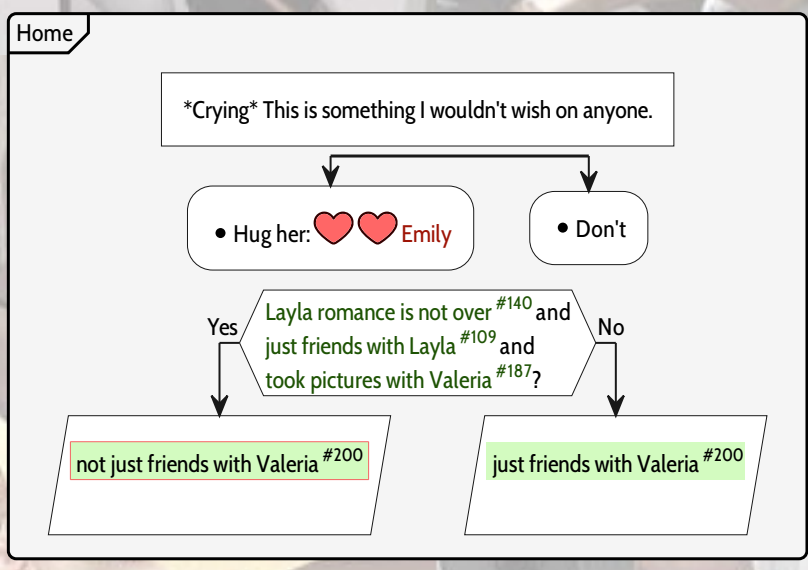 Home
*Crying* This is something I wouldn't wish on anyone.
• Hug her: Emily
• Don't
Layla romance is not over #140 and
just friends with Layla #109 and
took pictures with Valeria #187?
Yes
No
not just friends with Valeria #200
just friends with Valeria #200